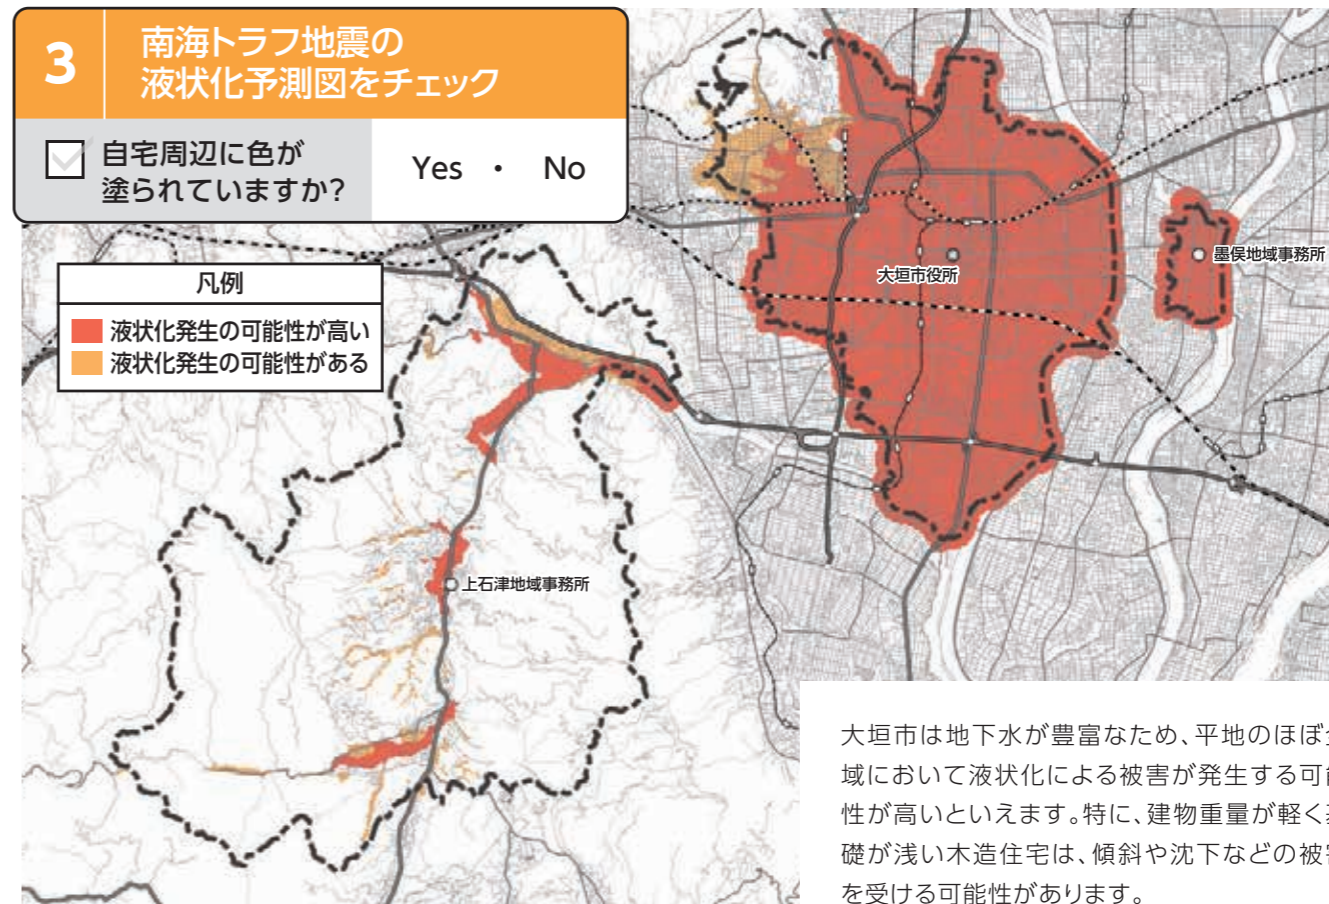 3
南海トラフ地震の
液状化予測図をチェック
自宅周辺に色が
塗られていますか?
Yes ・ No
凡例
液状化発生の可能性が高い
液状化発生の可能性がある
大垣市役所
墨俣地域事務所
上石津地域事務所
大垣市は地下水が豊富なため、平地のほぼ
域において液状化による被害が発生する可
性が高いといえます。特に、建物重量が軽く
礎が浅い木造住宅は、傾斜や沈下などの被
を受ける可能性があります。